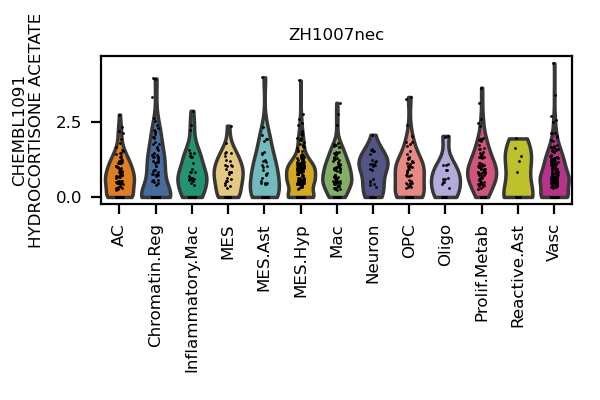 ZH1007nec
CHEMBL1091
HYDROCORTISONE ACETATE
2.5
0.0
AC
Chromatin.Reg
Inflammatory.Mac
MES
MES.Ast
MES.Hyp
Mac
Neuron
OPC
Oligo
Prolif.Metab
Reactive.Ast
Vasc